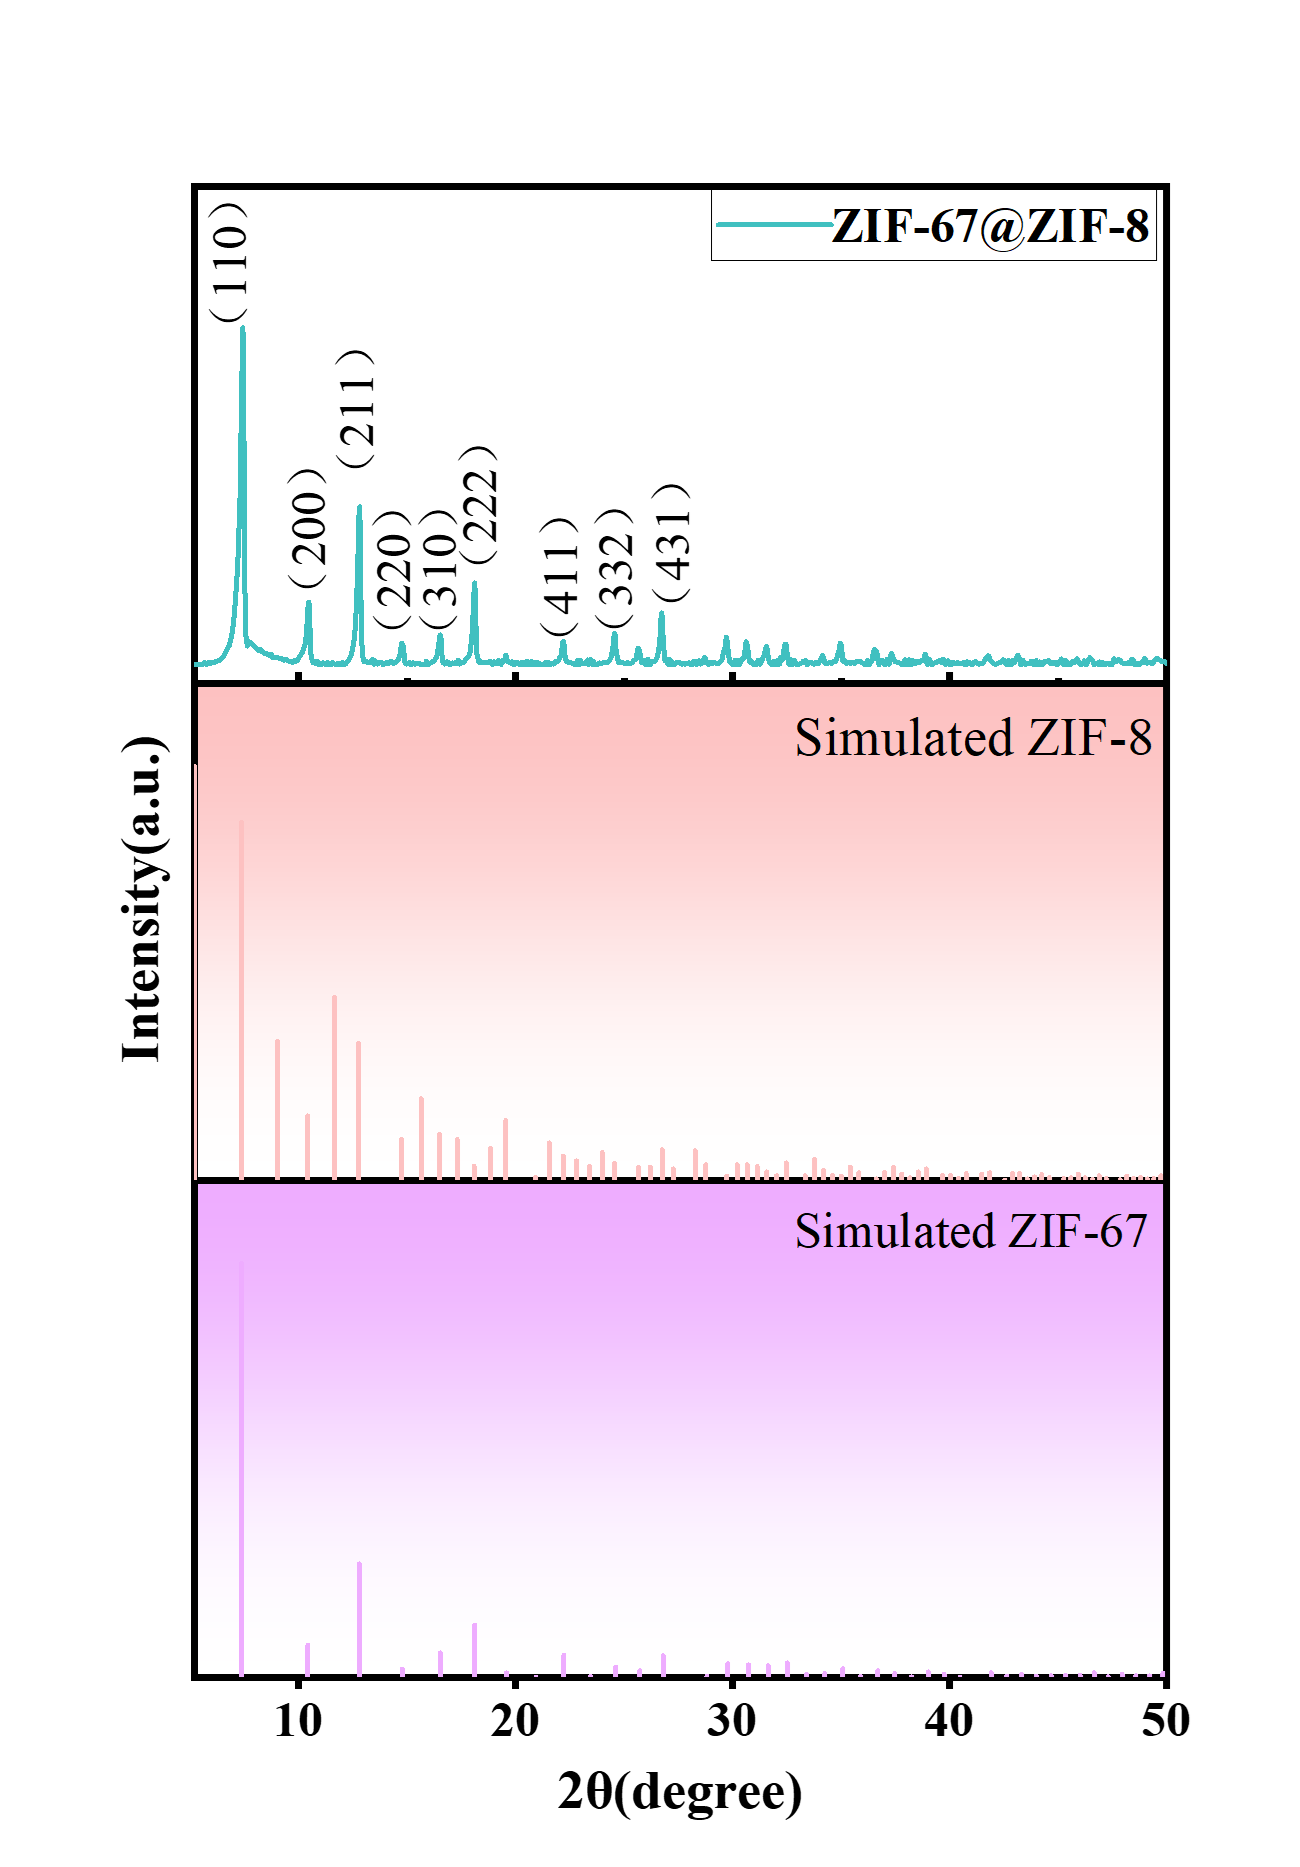 ZIF-67@ZIF-8
（110）
（200）
（211）
（220）
（310）
（222）
（411）
（332）
（431）
Simulated ZIF-8
Intensity(a.u.)
Simulated ZIF-67
10 20 30 40 50
2θ(degree)